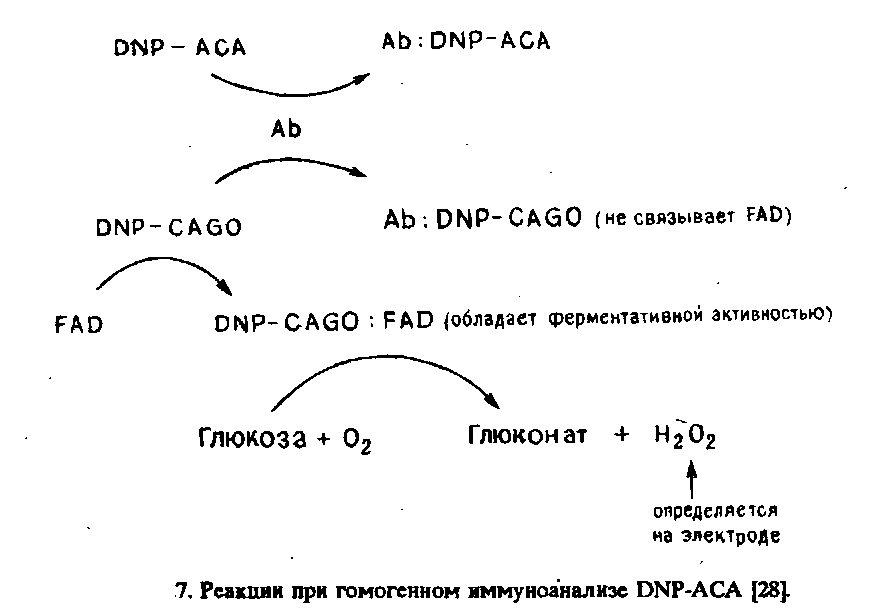 DNP – ACA Ab : DNP – ACA
Ab
DNP – CAGO Ab : DNP – CAGO (не связывает FAD)
FAD DNP – CAGO : FAD (обладает ферментативной активностью)
Глюкоза + O₂ Глюконат + H₂O₂
определяется
на электроде
7. Реакции при гомогенном иммуноанализе DNP-ACA [28].